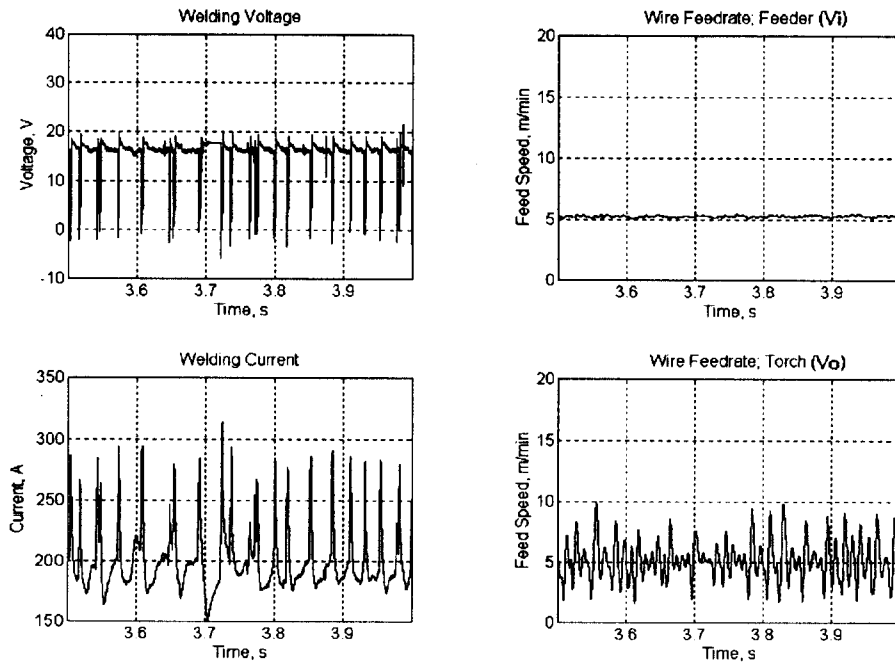 Welding Voltage
40
30
20
10
0
-10
Voltage, V
3.6 3.7 3.8 3.9
Time, s
Wire Feedrate; Feeder (Vi)
20
15
10
5
0
Feed Speed, m/min
3.6 3.7 3.8 3.9
Time, s
Welding Current
350
300
250
200
150
Current, A
3.6 3.7 3.8 3.9
Time, s
Wire Feedrate; Torch (Vo)
20
15
10
5
0
Feed Speed, m/min
3.6 3.7 3.8 3.9
Time, s